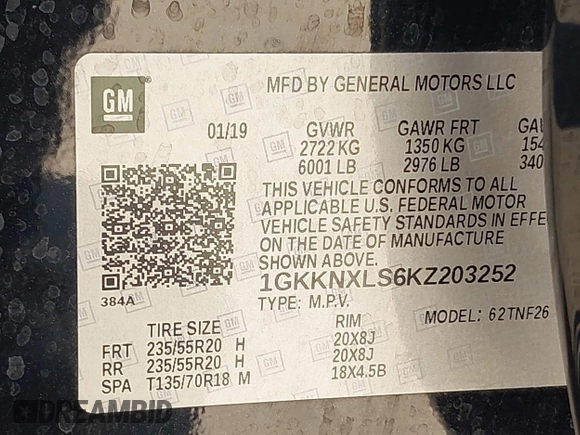 GM
MFD BY GENERAL MOTORS LLC
01/19 GVWR GAWR FRT
2722 KG 1350 KG 154
6001 LB 2976 LB 340
THIS VEHICLE CONFORMS TO ALL
APPLICABLE U.S. FEDERAL MOTOR
VEHICLE SAFETY STANDARDS IN EFFE
ON THE DATE OF MANUFACTURE
SHOWN ABOVE.
1GKKNXLS6KZ203252
384A
TYPE: M.P.V. MODEL: 62TNF26
TIRE SIZE RIM
FRT 235/55R20 H 20X8J
RR 235/55R20 H 20X8J
SPA T135/70R18 M 18X4.5B
DREAMBID